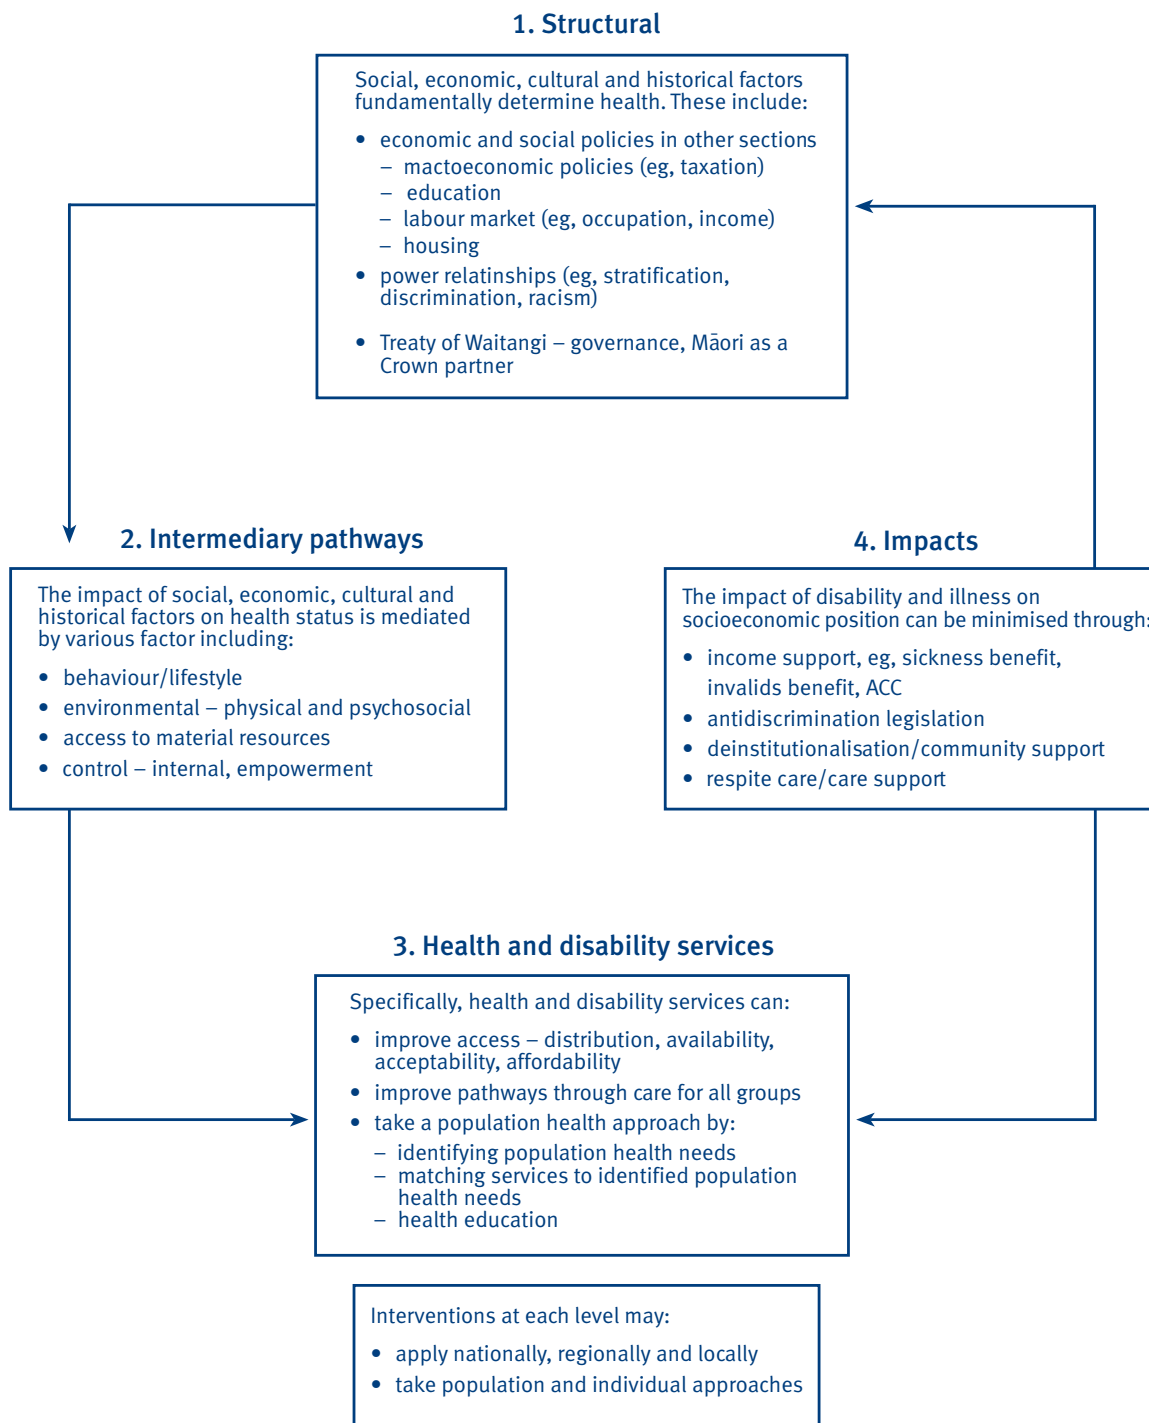 1. Structural
Social, economic, cultural and historical factors
fundamentally determine health. These include:
• economic and social policies in other sections
– mactoeconomic policies (eg, taxation)
– education
– labour market (eg, occupation, income)
– housing
• power relatinships (eg, stratification,
discrimination, racism)
• Treaty of Waitangi – governance, Māori as a
Crown partner
2. Intermediary pathways
The impact of social, economic, cultural and
historical factors on health status is mediated
by various factor including:
• behaviour/lifestyle
• environmental – physical and psychosocial
• access to material resources
• control – internal, empowerment
3. Health and disability services
Specifically, health and disability services can:
• improve access – distribution, availability,
acceptability, affordability
• improve pathways through care for all groups
• take a population health approach by:
– identifying population health needs
– matching services to identified population
health needs
– health education
4. Impacts
The impact of disability and illness on
socioeconomic position can be minimised through:
• income support, eg, sickness benefit,
invalids benefit, ACC
• antidiscrimination legislation
• deinstitutionalisation/community support
• respite care/care support
Interventions at each level may:
• apply nationally, regionally and locally
• take population and individual approaches